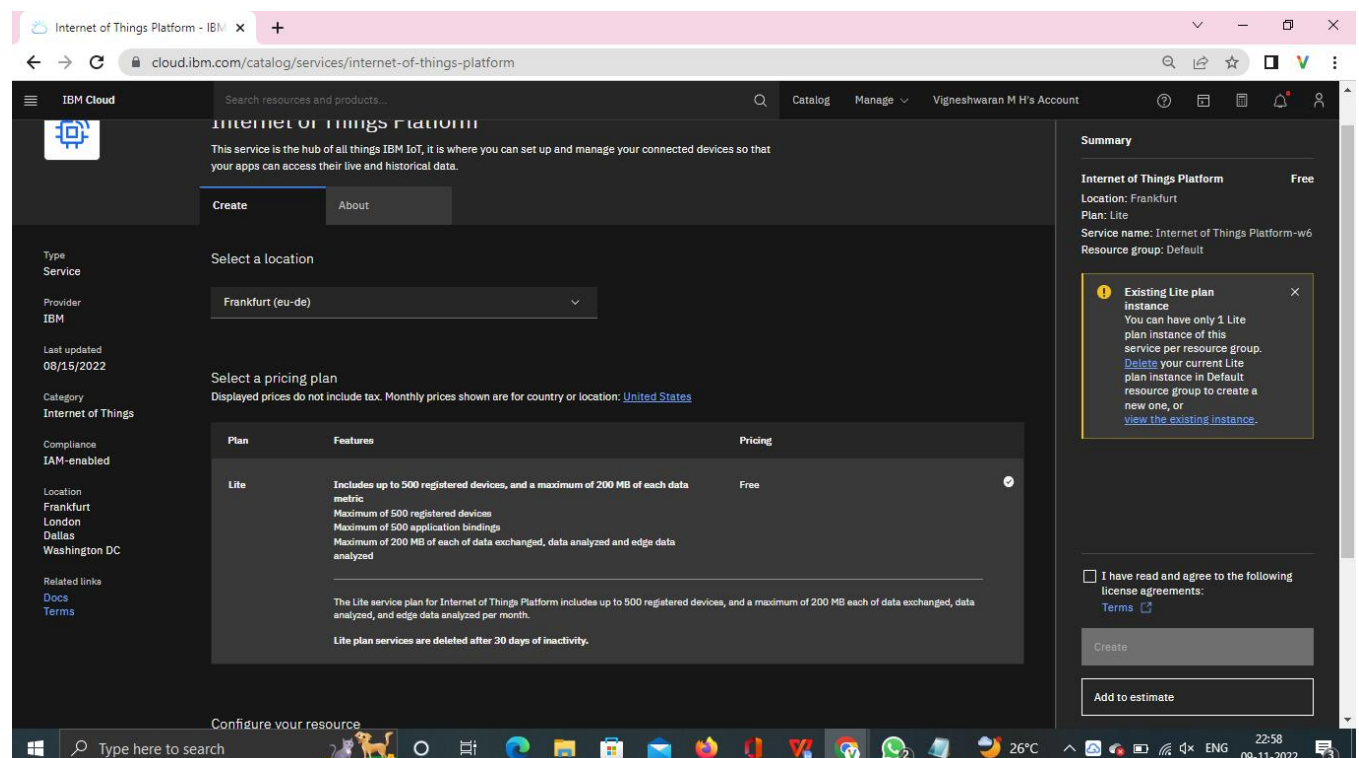 Internet of Things Platform - IBM
cloud.ibm.com/catalog/services/internet-of-things-platform
IBM Cloud
Search resources and products...
Catalog
Manage
Vigneshwaran M H's Account
Internet of Things Platform
This service is the hub of all things IBM IoT, it is where you can set up and manage your connected devices so that
your apps can access their live and historical data.
Create
About
Type
Service
Provider
IBM
Last updated
08/15/2022
Category
Internet of Things
Compliance
IAM-enabled
Location
Frankfurt
London
Dallas
Washington DC
Related links
Docs
Terms
Select a location
Frankfurt (eu-de)
Select a pricing plan
Displayed prices do not include tax. Monthly prices shown are for country or location: United States
Plan
Features
Pricing
Lite
Includes up to 500 registered devices, and a maximum of 200 MB of each data
metric
Free
Maximum of 500 registered devices
Maximum of 500 application bindings
Maximum of 200 MB of each of data exchanged, data analyzed and edge data
analyzed
The Lite service plan for Internet of Things Platform includes up to 500 registered devices, and a maximum of 200 MB each of data exchanged, data
analyzed, and edge data analyzed per month.
Lite plan services are deleted after 30 days of inactivity.
Configure your resource
Summary
Internet of Things Platform Free
Location: Frankfurt
Plan: Lite
Service name: Internet of Things Platform-w6
Resource group: Default
Existing Lite plan
instance
You can have only 1 Lite
plan instance of this
service per resource group.
Delete your current Lite
plan instance in Default
resource group to create a
new one, or
view the existing instance.
I have read and agree to the following
license agreements:
Terms
Create
Add to estimate
Type here to search
26°C
ENG
22:58
09-11-2022